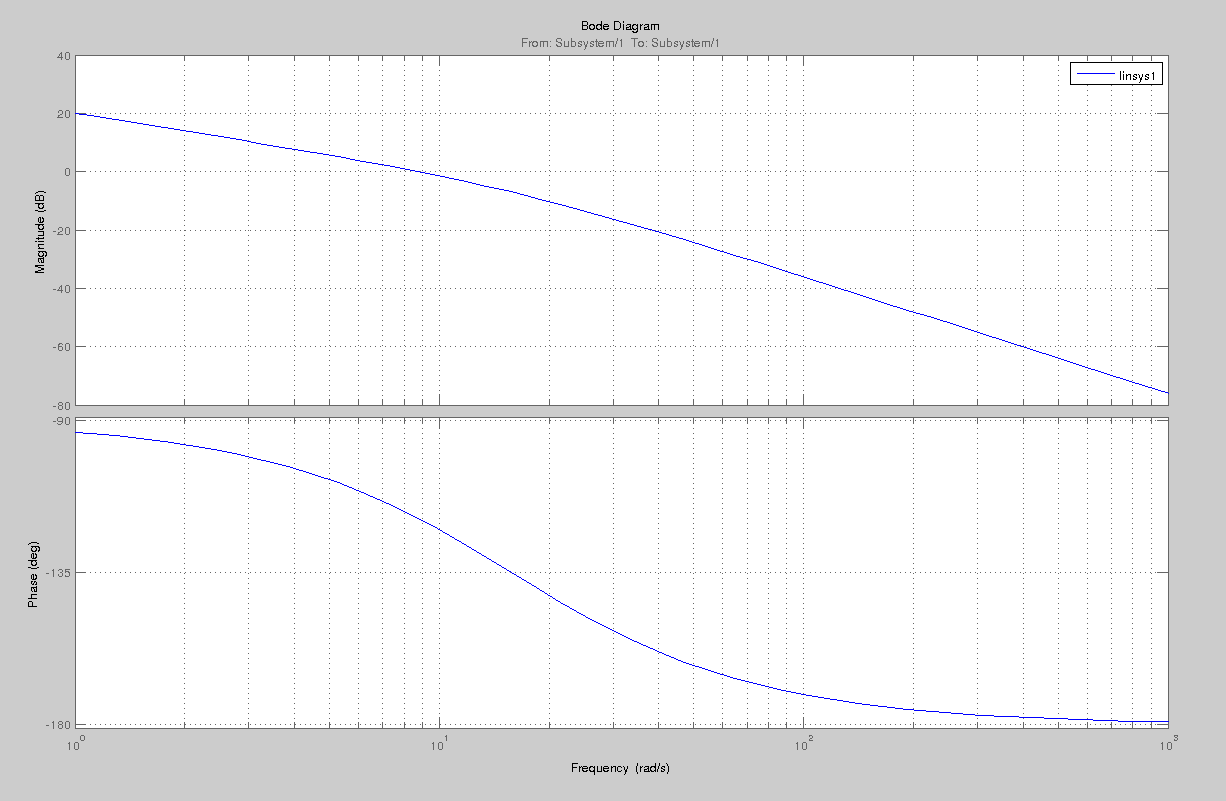 Bode Diagram
From: Subsystem/1 To: Subsystem/1
linsys1
40
20
0
-20
-40
-60
-80
Magnitude (dB)
-90
-135
-180
Phase (deg)
10^0 10^1 10^2 10^3
Frequency (rad/s)